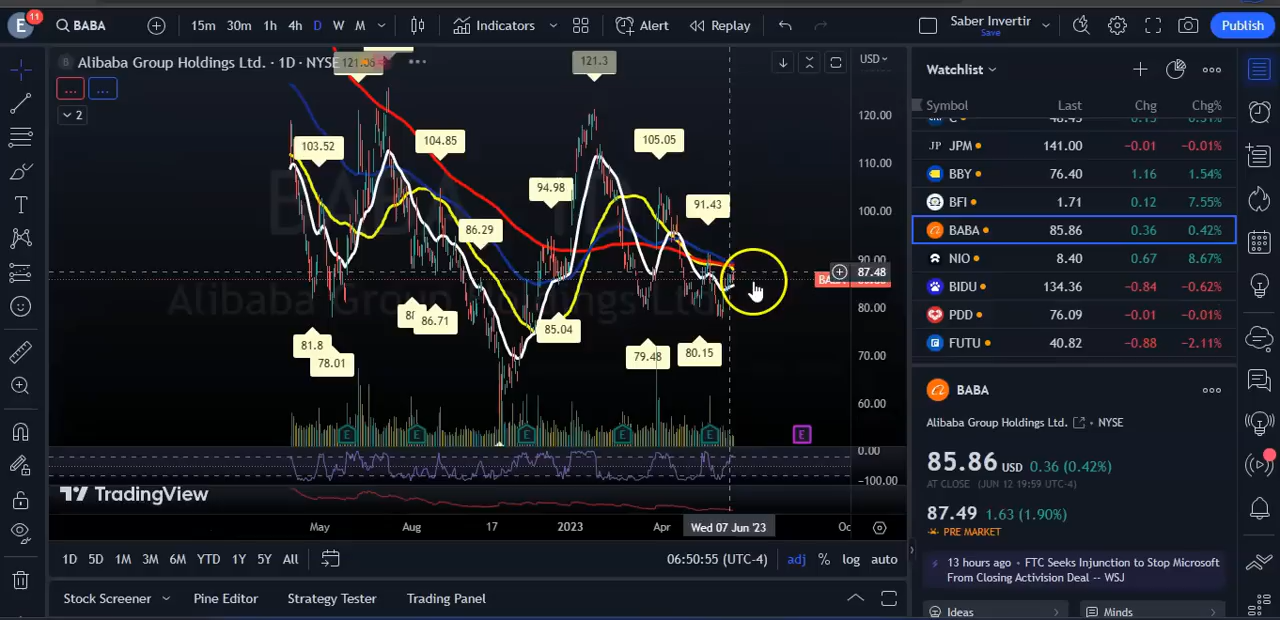 E 11 BABA 15m 30m 1h 4h D W M Indicators Alert Replay Saber Invertir Save Publish
Alibaba Group Holdings Ltd. · 1D · NYSE USD
... ...
2
121.3
103.52
104.85
105.05
94.98
91.43
86.29
86.71
85.04
81.8
78.01
79.48
80.15
120.00
110.00
100.00
90.00
87.48
80.00
70.00
60.00
0.00
-100.00
E E E E E E
TradingView
May Aug 17 2023 Apr Wed 07 Jun '23 Oc
1D 5D 1M 3M 6M YTD 1Y 5Y All 06:50:55 (UTC-4) adj % log auto
Stock Screener Pine Editor Strategy Tester Trading Panel
Watchlist
Symbol Last Chg Chg%
JPM 141.00 −0.01 −0.01%
BBY 76.40 1.16 1.54%
BFI 1.71 0.12 7.55%
BABA 85.86 0.36 0.42%
NIO 8.40 0.67 8.67%
BIDU 134.36 −0.84 −0.62%
PDD 76.09 −0.01 −0.01%
FUTU 40.82 −0.88 −2.11%
BABA
Alibaba Group Holdings Ltd. • NYSE
85.86 USD 0.36 (0.42%)
AT CLOSE (JUN 12 19:59 UTC-4)
87.49 1.63 (1.90%)
PRE MARKET
13 hours ago • FTC Seeks Injunction to Stop Microsoft
From Closing Activision Deal -- WSJ
Ideas Minds